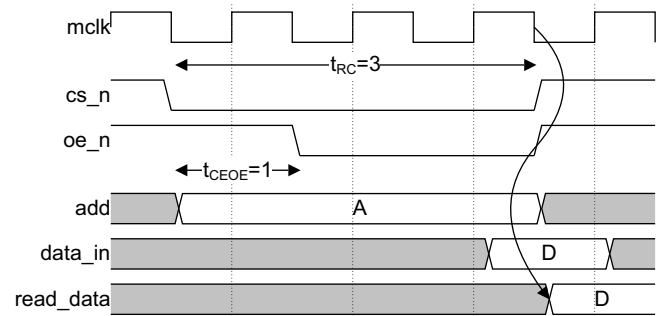 mclk
t_RC=3
cs_n
oe_n
t_CEOE=1
add A
data_in D
read_data D